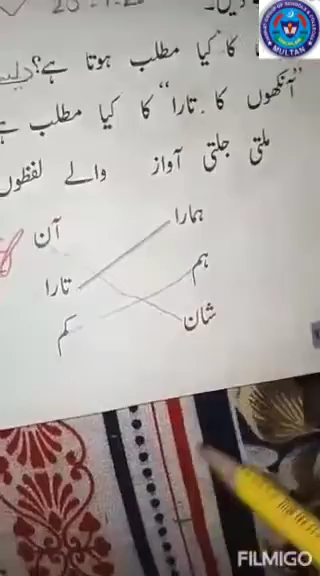 دیں۔
کا کیا مطلب ہوتا ہے؟
"آنکھوں کا تارا" کا کیا مطلب
ملتی جلتی آواز والے لفظوں
ہمارا آن
ہم تارا
شان کم
MULTAN
FILMIGO